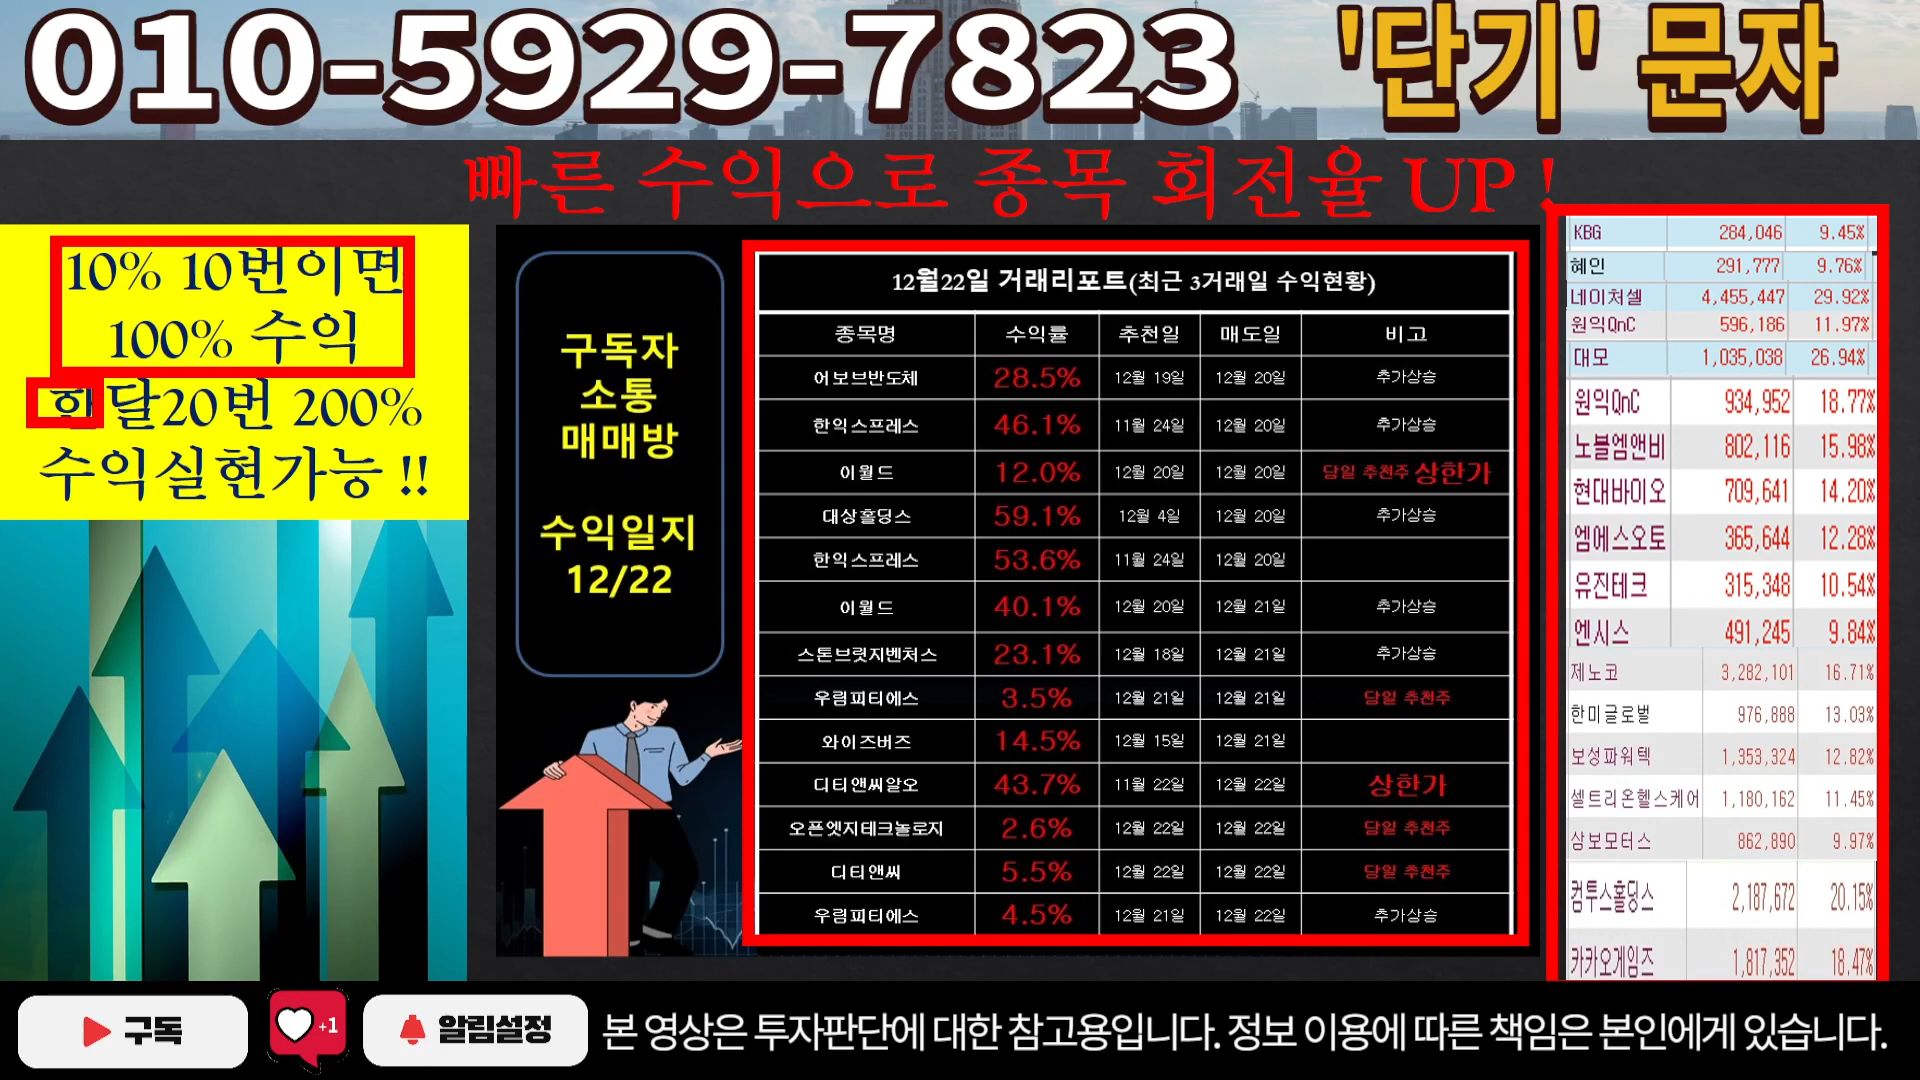 010-5929-7823 '단기' 문자
빠른 수익으로 종목 회전율 UP !
10% 10번이면
100% 수익
한달20번 200%
수익실현가능 !!
구독자
소통
매매방
수익일지
12/22
12월22일 거래리포트(최근 3거래일 수익현황)
종목명 수익률 추천일 매도일 비고
어보브반도체 28.5% 12월 19일 12월 20일 추가상승
한익스프레스 46.1% 11월 24일 12월 20일 추가상승
이월드 12.0% 12월 20일 12월 20일 당일 추천주 상한가
대상홀딩스 59.1% 12월 4일 12월 20일 추가상승
한익스프레스 53.6% 11월 24일 12월 20일
이월드 40.1% 12월 20일 12월 21일 추가상승
스톤브릿지벤처스 23.1% 12월 18일 12월 21일 추가상승
우림피티에스 3.5% 12월 21일 12월 21일 당일 추천주
와이즈버즈 14.5% 12월 15일 12월 21일
디티앤씨알오 43.7% 11월 22일 12월 22일 상한가
오픈엣지테크놀로지 2.6% 12월 22일 12월 22일 당일 추천주
디티앤씨 5.5% 12월 22일 12월 22일 당일 추천주
우림피티에스 4.5% 12월 21일 12월 22일 추가상승
KBG 284,046 9.45%
혜인 291,777 9.76%
네이처셀 4,455,447 29.92%
원익QnC 596,186 11.97%
대모 1,035,038 26.94%
원익QnC 934,952 18.77%
노블엠앤비 802,116 15.98%
현대바이오 709,641 14.20%
엠에스오토 365,644 12.28%
유진테크 315,348 10.54%
엔시스 491,245 9.84%
제노코 3,282,101 16.71%
한미글로벌 976,888 13.03%
보성파워텍 1,353,324 12.82%
셀트리온헬스케어 1,180,162 11.45%
삼보모터스 862,890 9.97%
컴투스홀딩스 2,187,672 20.15%
카카오게임즈 1,817,352 18.47%
구독 +1 알림설정 본 영상은 투자판단에 대한 참고용입니다. 정보 이용에 따른 책임은 본인에게 있습니다.